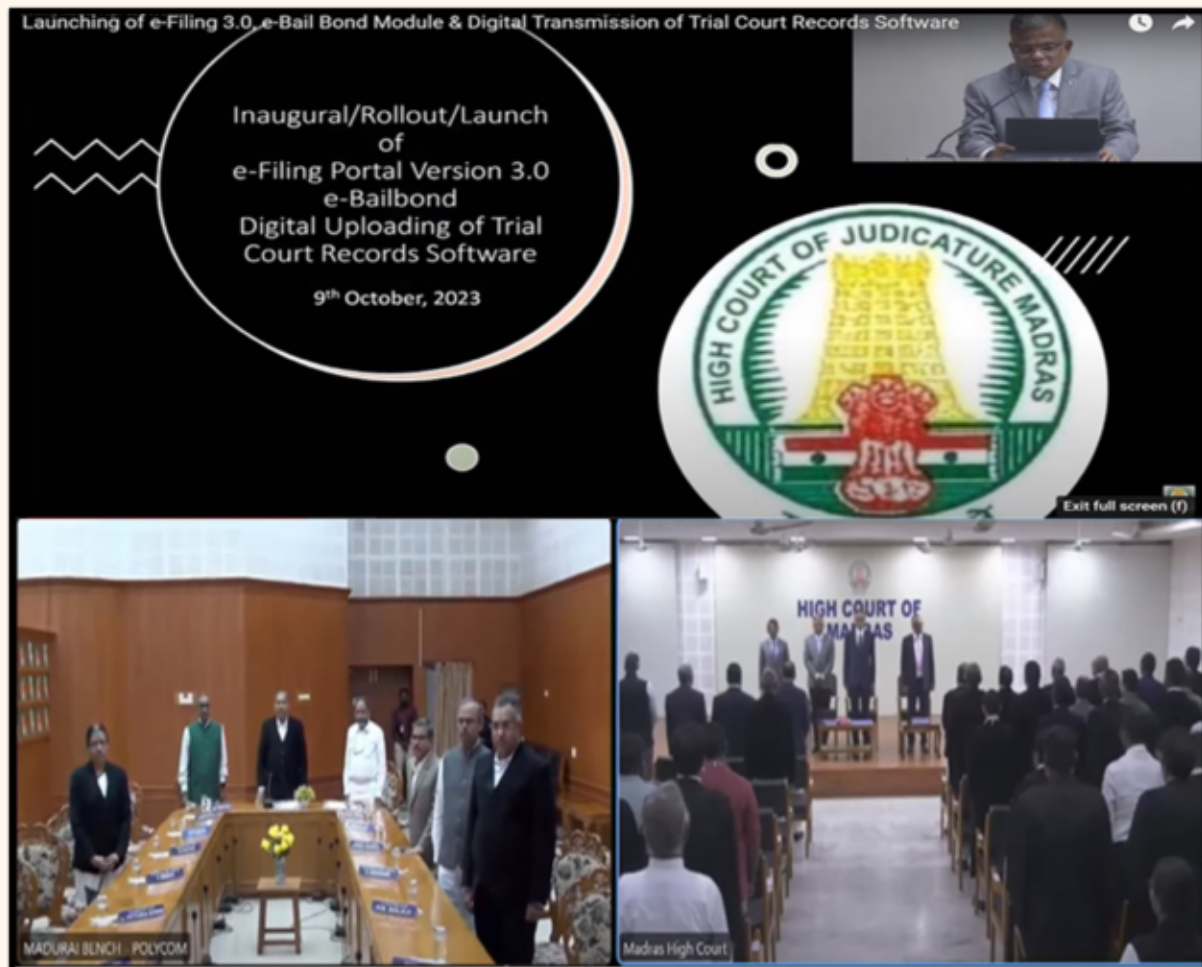 Launching of e-Filing 3.0, e-Bail Bond Module & Digital Transmission of Trial Court Records Software
Inaugural/Rollout/Launch
of
e-Filing Portal Version 3.0
e-Bailbond
Digital Uploading of Trial
Court Records Software
9th October, 2023
HIGH COURT OF JUDICATURE MADRAS
Exit full screen (f)
HIGH COURT OF
MADRAS
MADURAI BENCH - POLYCOM
Madras High Court